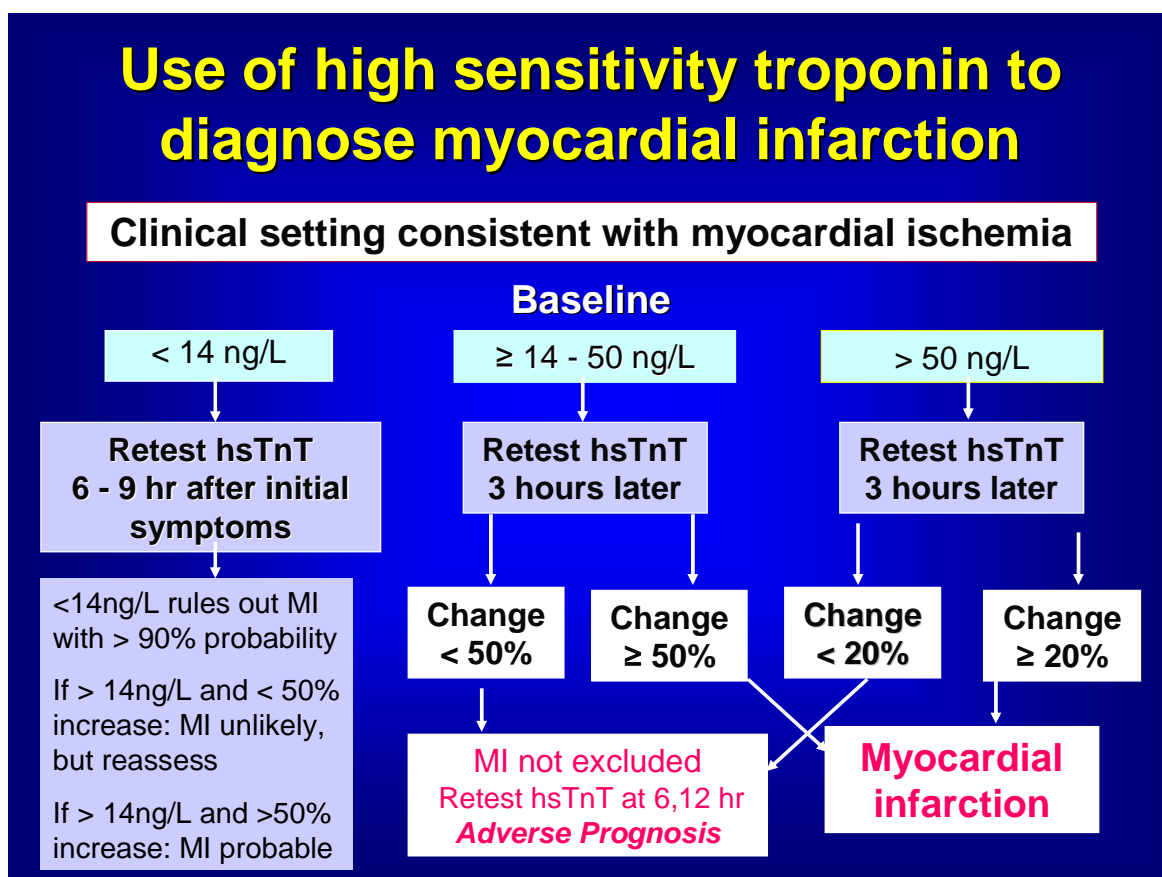 Use of high sensitivity troponin to
diagnose myocardial infarction
Clinical setting consistent with myocardial ischemia
Baseline
< 14 ng/L
≥ 14 - 50 ng/L
> 50 ng/L
Retest hsTnT
6 - 9 hr after initial
symptoms
Retest hsTnT
3 hours later
Retest hsTnT
3 hours later
<14ng/L rules out MI
with > 90% probability
If > 14ng/L and < 50%
increase: MI unlikely,
but reassess
If > 14ng/L and >50%
increase: MI probable
Change
< 50%
Change
≥ 50%
Change
< 20%
Change
≥ 20%
MI not excluded
Retest hsTnT at 6,12 hr
Adverse Prognosis
Myocardial
infarction